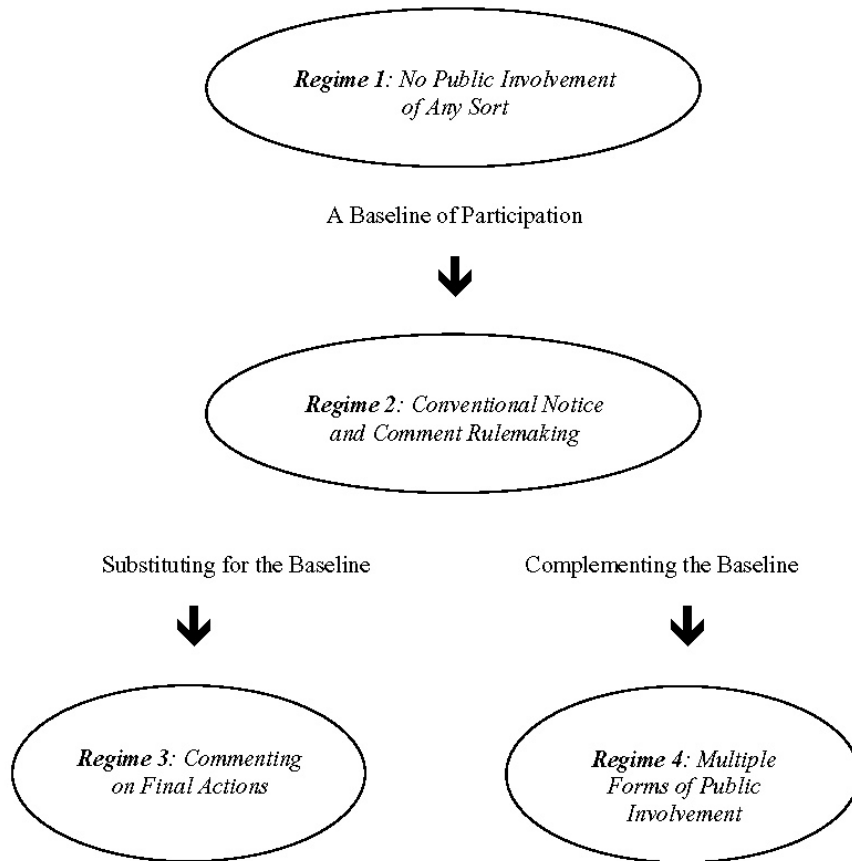 Regime 1: No Public Involvement
of Any Sort
A Baseline of Participation
Regime 2: Conventional Notice
and Comment Rulemaking
Substituting for the Baseline
Complementing the Baseline
Regime 3: Commenting
on Final Actions
Regime 4: Multiple
Forms of Public
Involvement